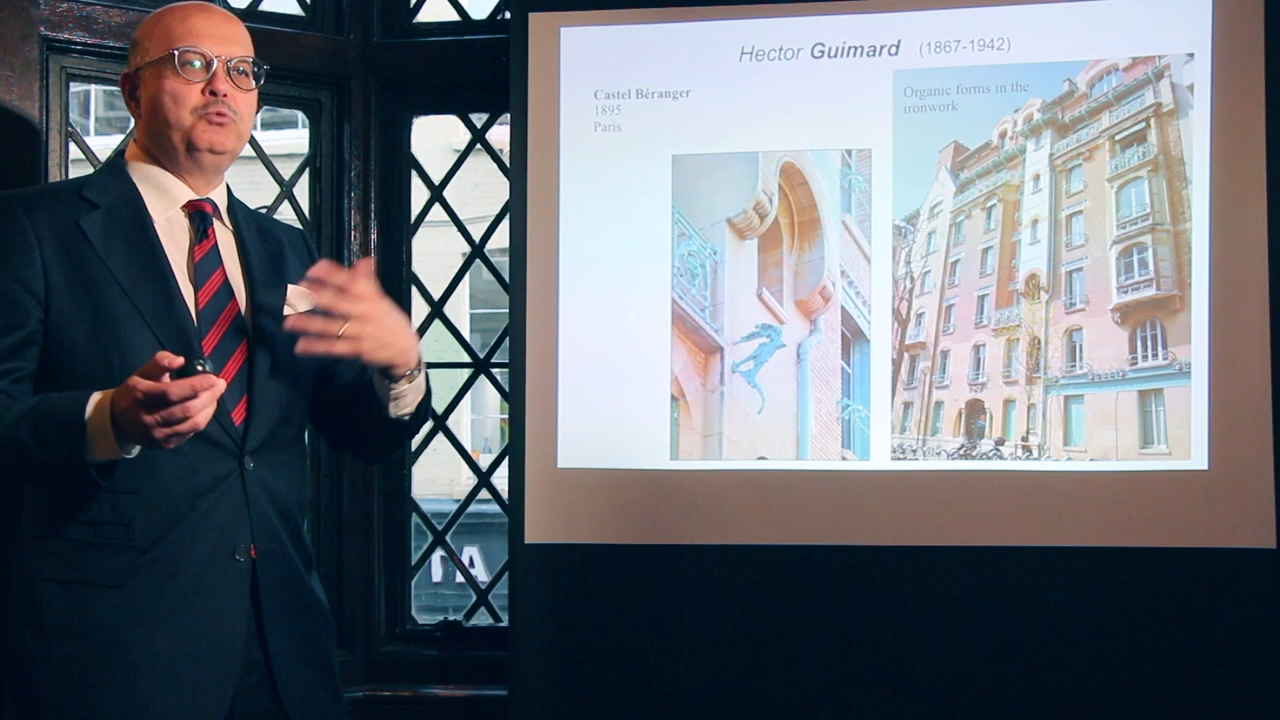 Hector Guimard (1867-1942)
Castel Béranger
1895
Paris
Organic forms in the
ironwork